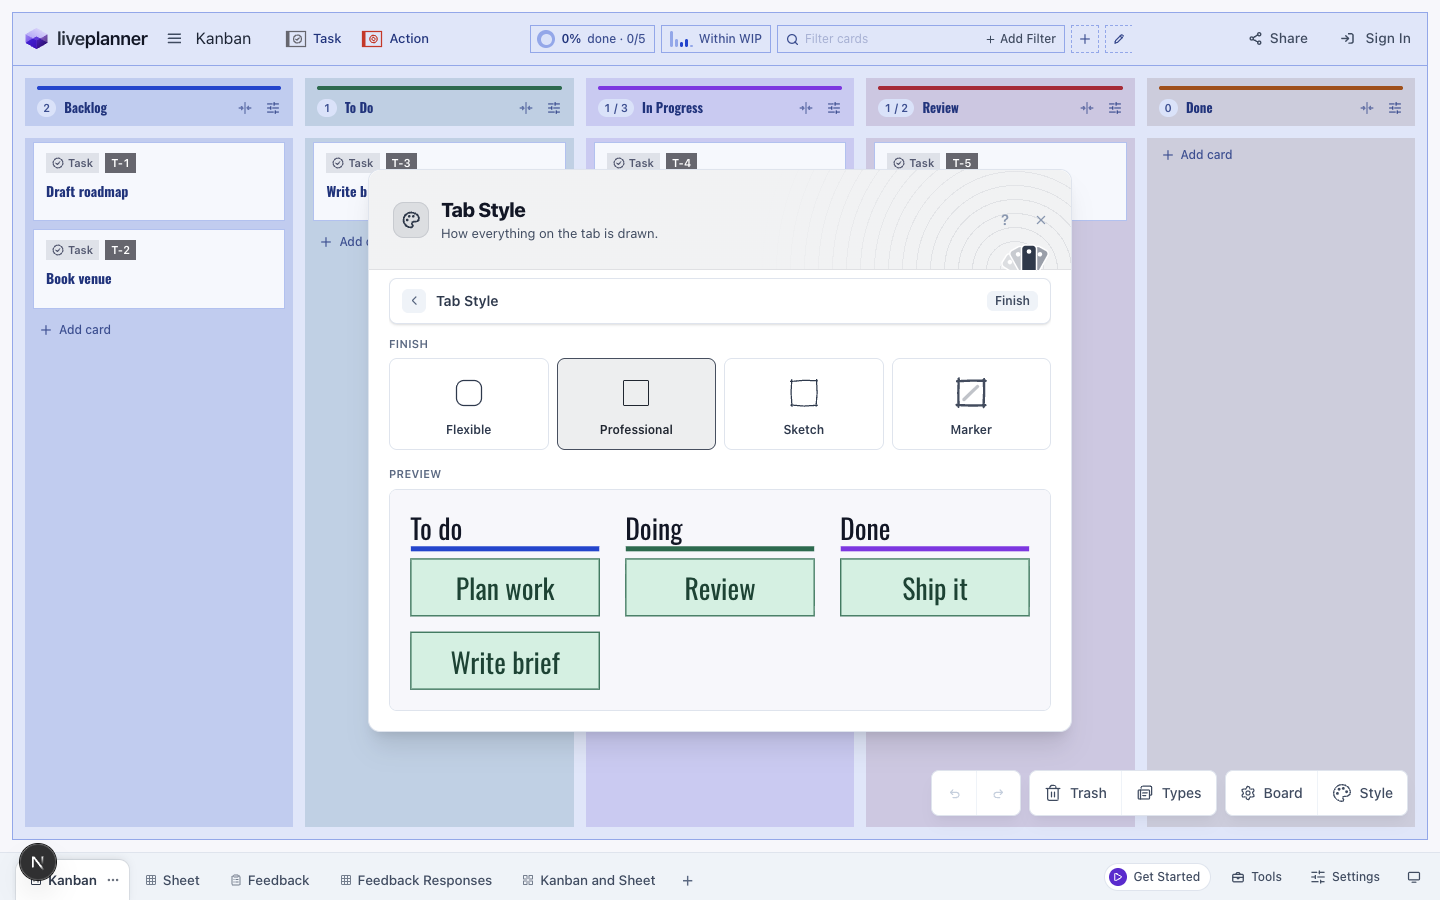 liveplanner
Kanban
Task
Action
0% done · 0/5
Within WIP
Filter cards
Add Filter
Share
Sign In
2 Backlog
1 To Do
1 / 3 In Progress
1 / 2 Review
0 Done
Task T-1
Draft roadmap
Task T-2
Book venue
Add card
Task T-3
Write b
Add c
Task T-4
Task T-5
Add card
Tab Style
How everything on the tab is drawn.
?
Tab Style
Finish
FINISH
Flexible
Professional
Sketch
Marker
PREVIEW
To do
Doing
Done
Plan work
Review
Ship it
Write brief
Trash
Types
Board
Style
N
Kanban
Sheet
Feedback
Feedback Responses
Kanban and Sheet
Get Started
Tools
Settings